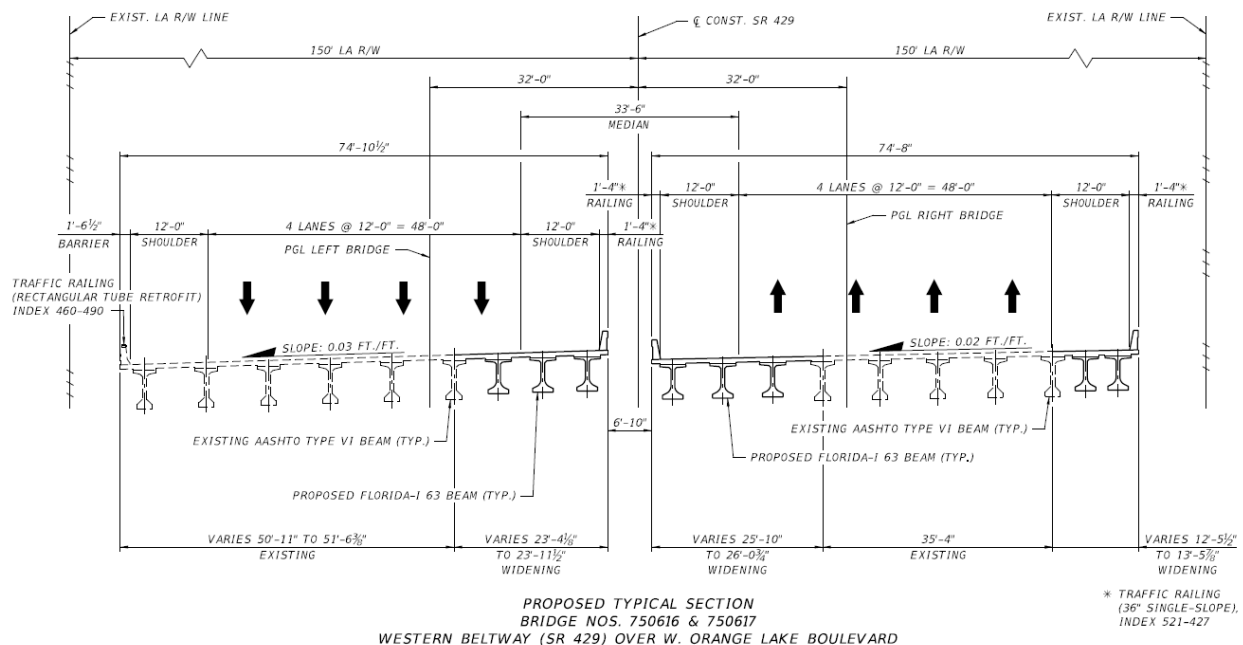 EXIST. LA R/W LINE
℄ CONST. SR 429
EXIST. LA R/W LINE
150' LA R/W
150' LA R/W
32'-0"
32'-0"
33'-6"
MEDIAN
74'-10½"
74'-8"
1'-4"*
RAILING
12'-0"
SHOULDER
4 LANES @ 12'-0" = 48'-0"
12'-0"
SHOULDER
1'-4"*
RAILING
1'-6½"
BARRIER
12'-0"
SHOULDER
4 LANES @ 12'-0" = 48'-0"
12'-0"
SHOULDER
1'-4"*
RAILING
PGL RIGHT BRIDGE
PGL LEFT BRIDGE
TRAFFIC RAILING
(RECTANGULAR TUBE RETROFIT)
INDEX 460-490
SLOPE: 0.03 FT./FT.
SLOPE: 0.02 FT./FT.
6'-10"
EXISTING AASHTO TYPE VI BEAM (TYP.)
EXISTING AASHTO TYPE VI BEAM (TYP.)
PROPOSED FLORIDA-I 63 BEAM (TYP.)
PROPOSED FLORIDA-I 63 BEAM (TYP.)
VARIES 50'-11" TO 51'-6⅜"
EXISTING
VARIES 23'-4⅛"
TO 23'-11½"
WIDENING
VARIES 25'-10"
TO 26'-0¾"
WIDENING
35'-4"
EXISTING
VARIES 12'-5½"
TO 13'-5⅞"
WIDENING
PROPOSED TYPICAL SECTION
BRIDGE NOS. 750616 & 750617
WESTERN BELTWAY (SR 429) OVER W. ORANGE LAKE BOULEVARD
* TRAFFIC RAILING
(36" SINGLE-SLOPE),
INDEX 521-427